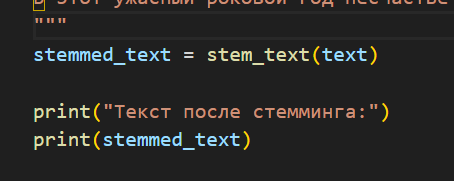 В этот ужасный роковой год несчастье
"""
stemmed_text = stem_text(text)
print("Текст после стемминга:")
print(stemmed_text)